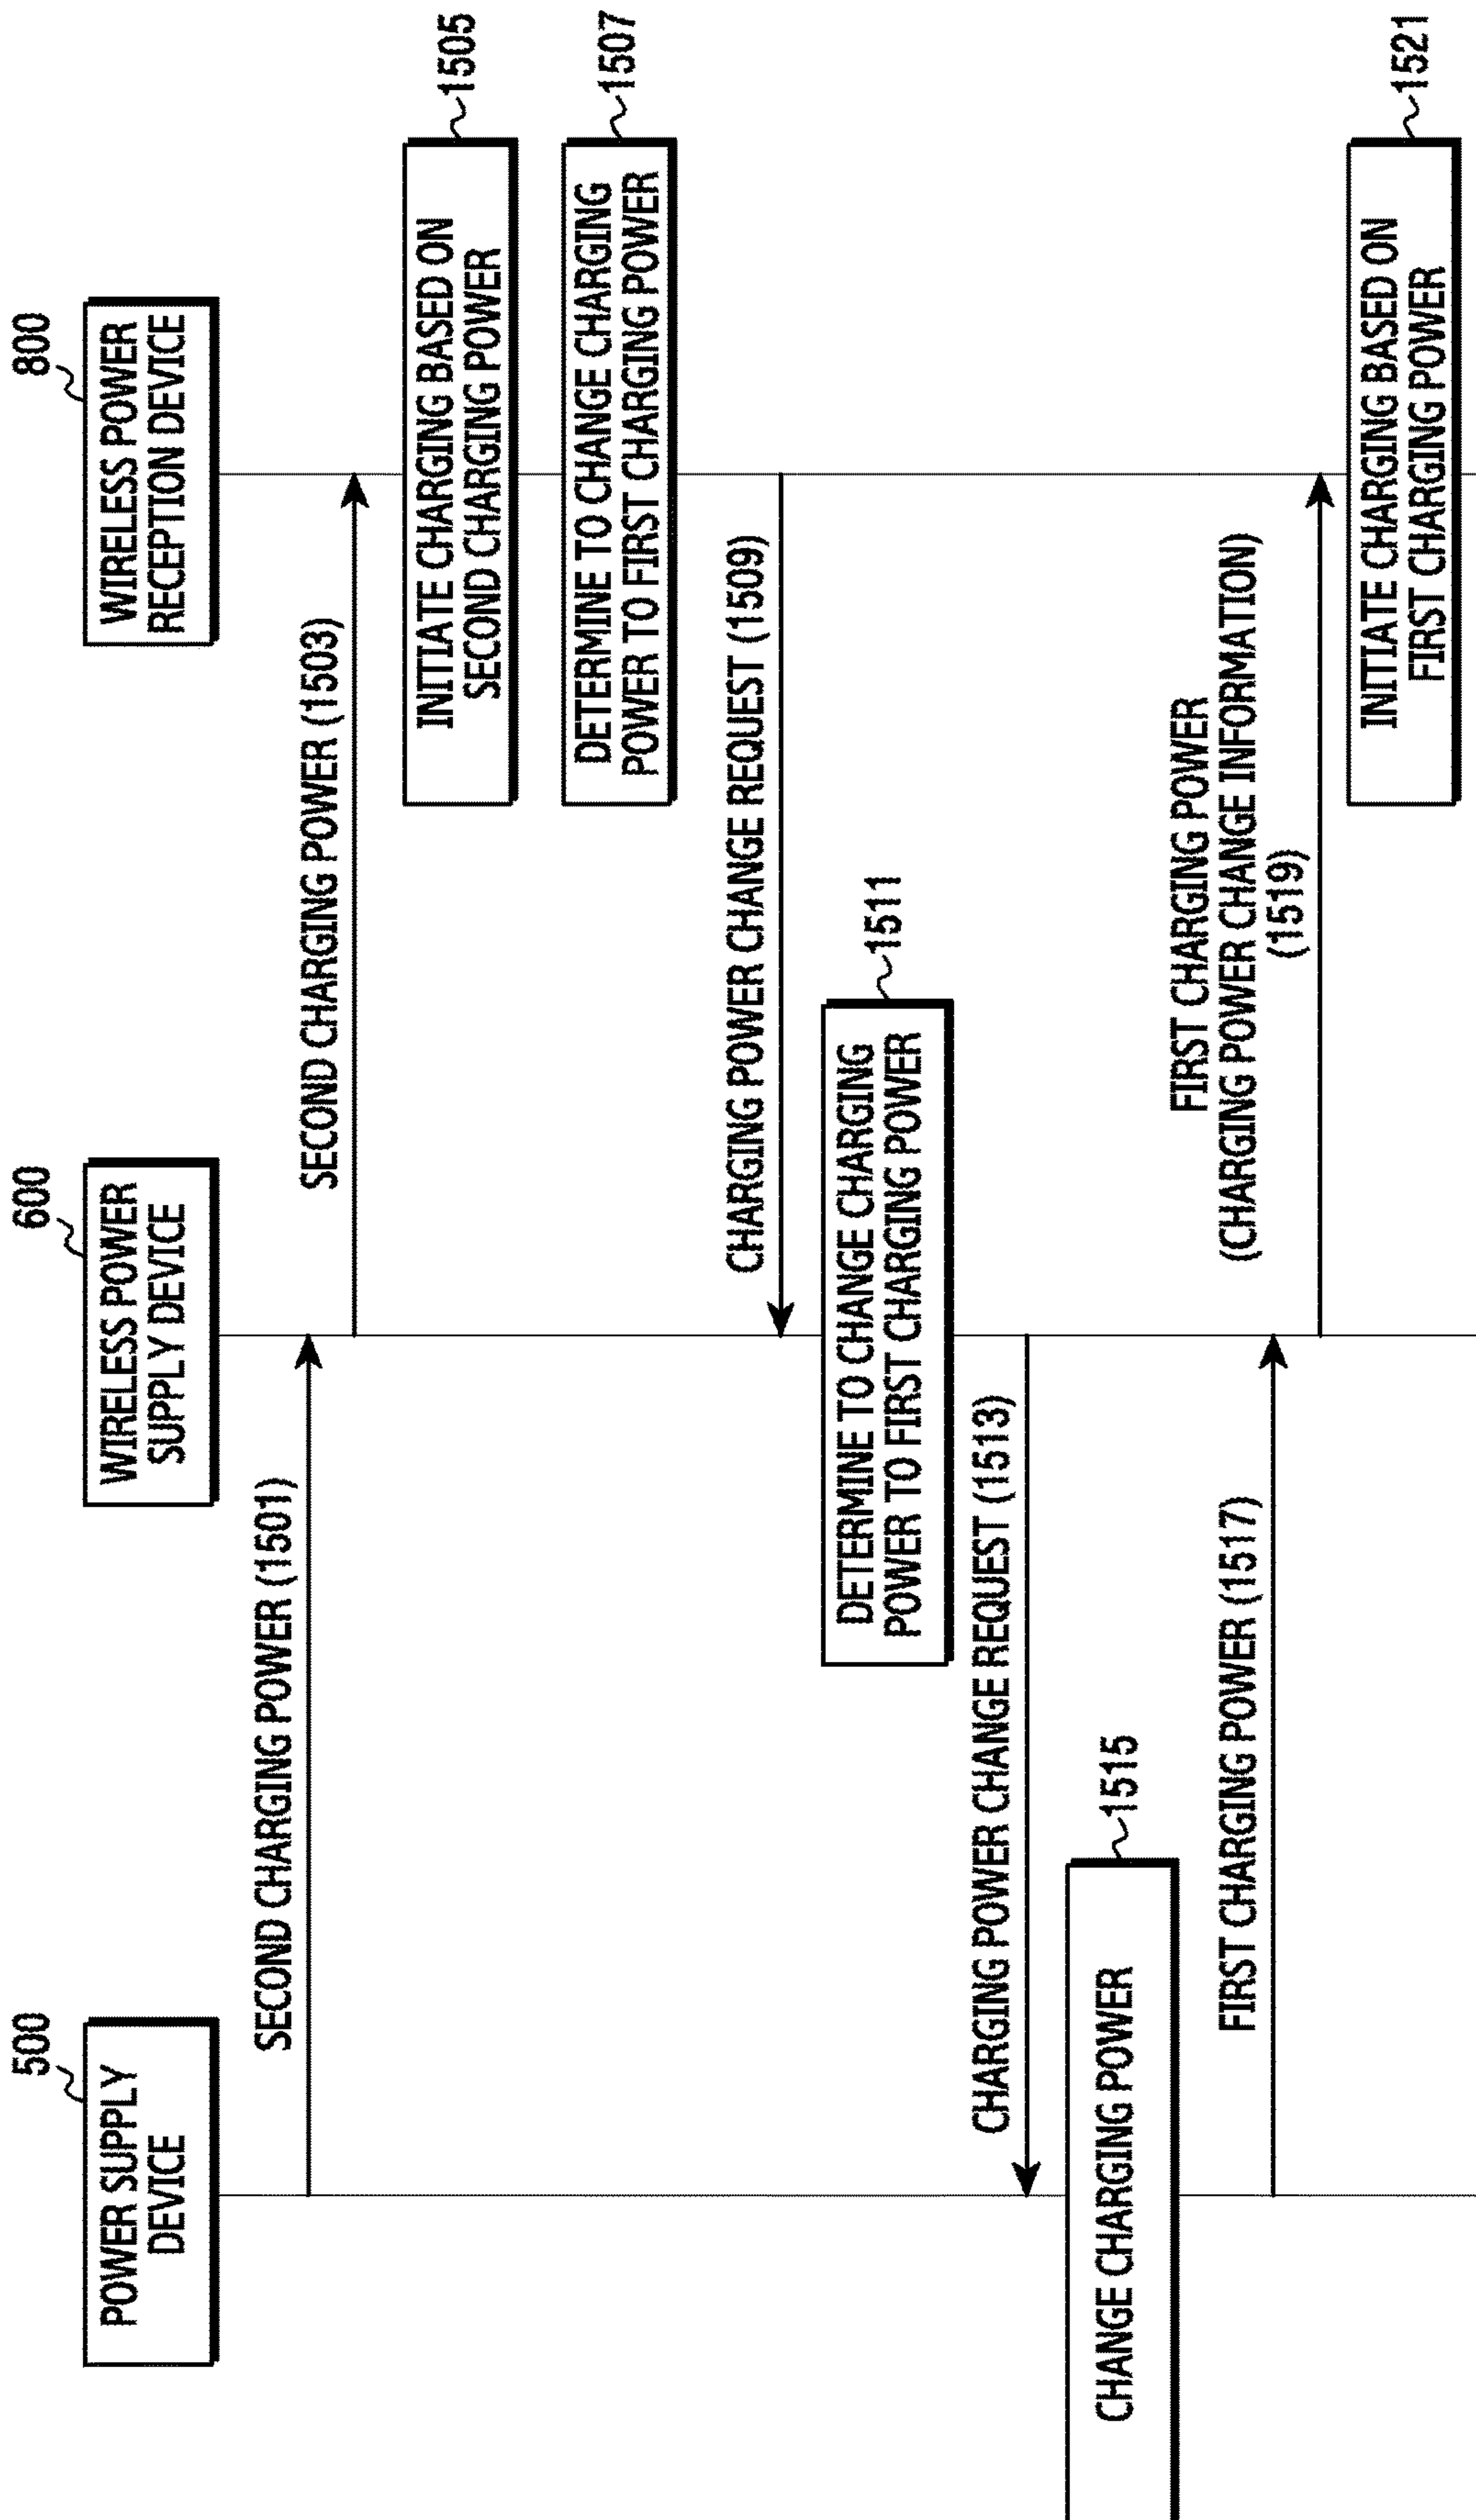 500
POWER SUPPLY
DEVICE
600
WIRELESS POWER
SUPPLY DEVICE
800
WIRELESS POWER
RECEPTION DEVICE
SECOND CHARGING POWER (1501)
SECOND CHARGING POWER (1503)
INITIATE CHARGING BASED ON
SECOND CHARGING POWER
1505
DETERMINE TO CHANGE CHARGING
POWER TO FIRST CHARGING POWER
1507
CHARGING POWER CHANGE REQUEST (1509)
DETERMINE TO CHANGE CHARGING
POWER TO FIRST CHARGING POWER
1511
CHARGING POWER CHANGE REQUEST (1513)
CHANGE CHARGING POWER
1515
FIRST CHARGING POWER (1517)
FIRST CHARGING POWER
(CHARGING POWER CHANGE INFORMATION)
(1519)
INITIATE CHARGING BASED ON
FIRST CHARGING POWER
1521